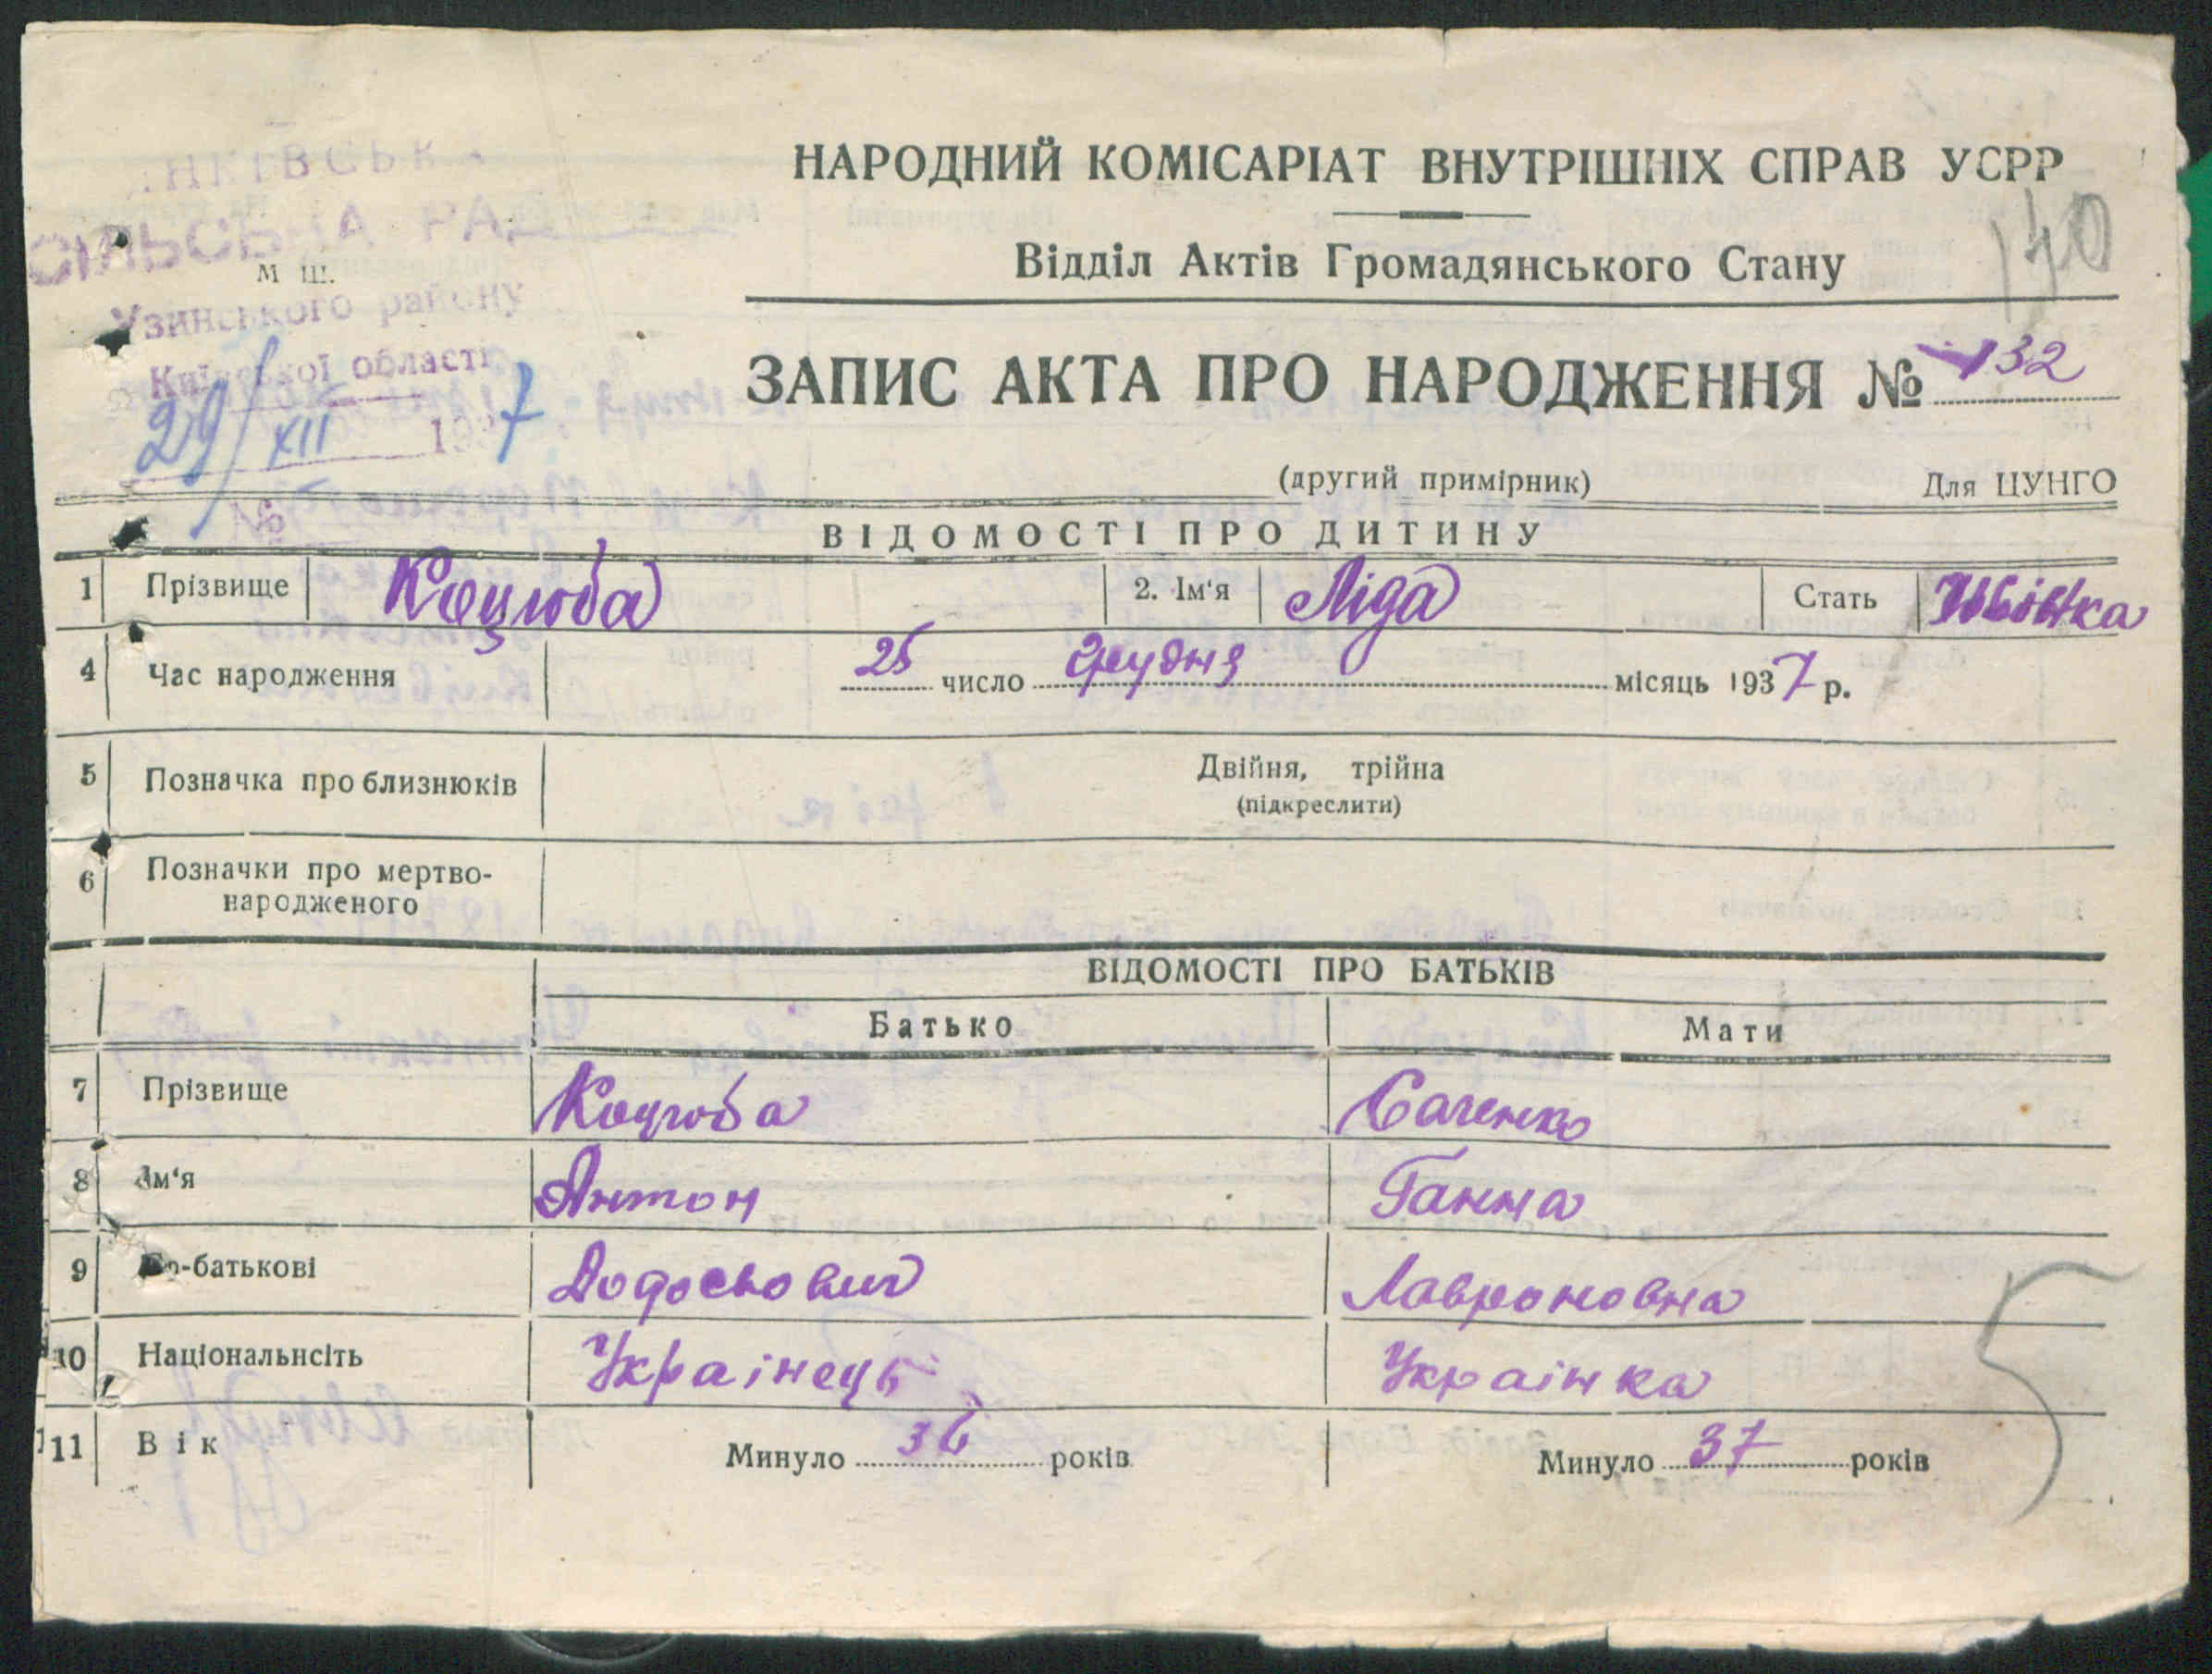 СІЛЬСЬКА РАДА
М Ш.
Узинського району
Київської області
29/XII 1937
№
НАРОДНИЙ КОМІСАРІАТ ВНУТРІШНІХ СПРАВ УСРР
140
Відділ Актів Громадянського Стану
ЗАПИС АКТА ПРО НАРОДЖЕННЯ № 132
(другий примірник) Для ЦУНГО
ВІДОМОСТІ ПРО ДИТИНУ
1 Прізвище Коцюба 2. Ім'я Ліда Стать Жіб
4 Час народження 25 число грудня місяць 1937 р.
5 Позначка про близнюків Двійня, трійна
(підкреслити)
6 Позначки про мертво-
народженого
ВІДОМОСТІ ПРО БАТЬКІВ
Батько Мати
7 Прізвище Коцюба Саченко
8 Ім'я Антон Ганна
9 По-батькові Додосьович Лавроновна
10 Національнсіть Українець Українка
11 Вік Минуло 36 років Минуло 37 років
5